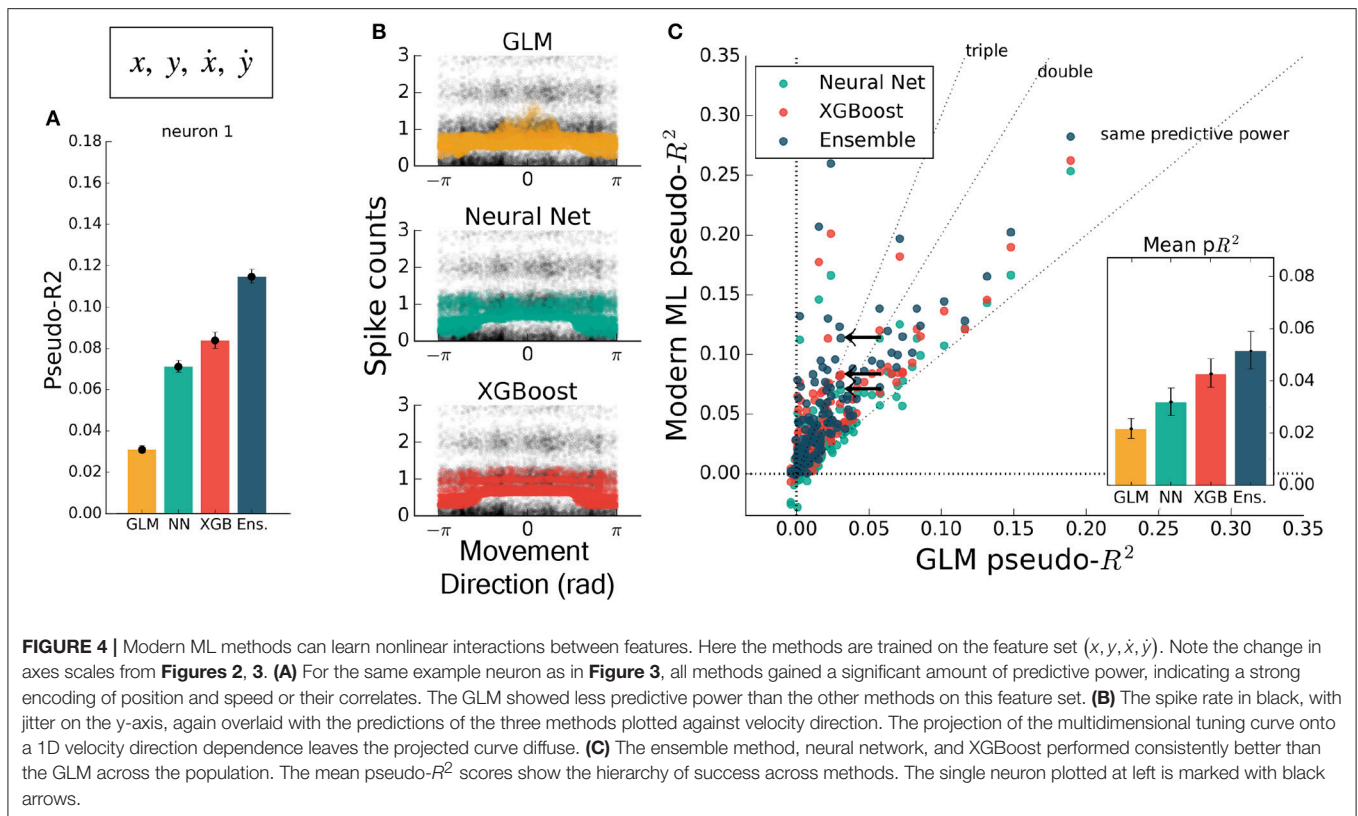 x, y, ẋ, ẏ
A
neuron 1
Pseudo-R2
0.18
0.16
0.14
0.12
0.10
0.08
0.06
0.04
0.02
0.00
GLM NN XGB Ens.
B
GLM
3
2
1
0
−π 0 π
Neural Net
3
2
1
0
−π 0 π
XGBoost
3
2
1
0
−π 0 π
Spike counts
Movement
Direction (rad)
C
Modern ML pseudo-R²
0.35
0.30
0.25
0.20
0.15
0.10
0.05
0.00
Neural Net
XGBoost
Ensemble
triple
double
same predictive power
0.00 0.05 0.10 0.15 0.20 0.25 0.30 0.35
GLM pseudo-R²
Mean pR²
0.08
0.06
0.04
0.02
0.00
GLM NN XGB Ens.
FIGURE 4 | Modern ML methods can learn nonlinear interactions between features. Here the methods are trained on the feature set (x, y, ẋ, ẏ). Note the change in
axes scales from Figures 2, 3. (A) For the same example neuron as in Figure 3, all methods gained a significant amount of predictive power, indicating a strong
encoding of position and speed or their correlates. The GLM showed less predictive power than the other methods on this feature set. (B) The spike rate in black, with
jitter on the y-axis, again overlaid with the predictions of the three methods plotted against velocity direction. The projection of the multidimensional tuning curve onto
a 1D velocity direction dependence leaves the projected curve diffuse. (C) The ensemble method, neural network, and XGBoost performed consistently better than
the GLM across the population. The mean pseudo-R² scores show the hierarchy of success across methods. The single neuron plotted at left is marked with black
arrows.